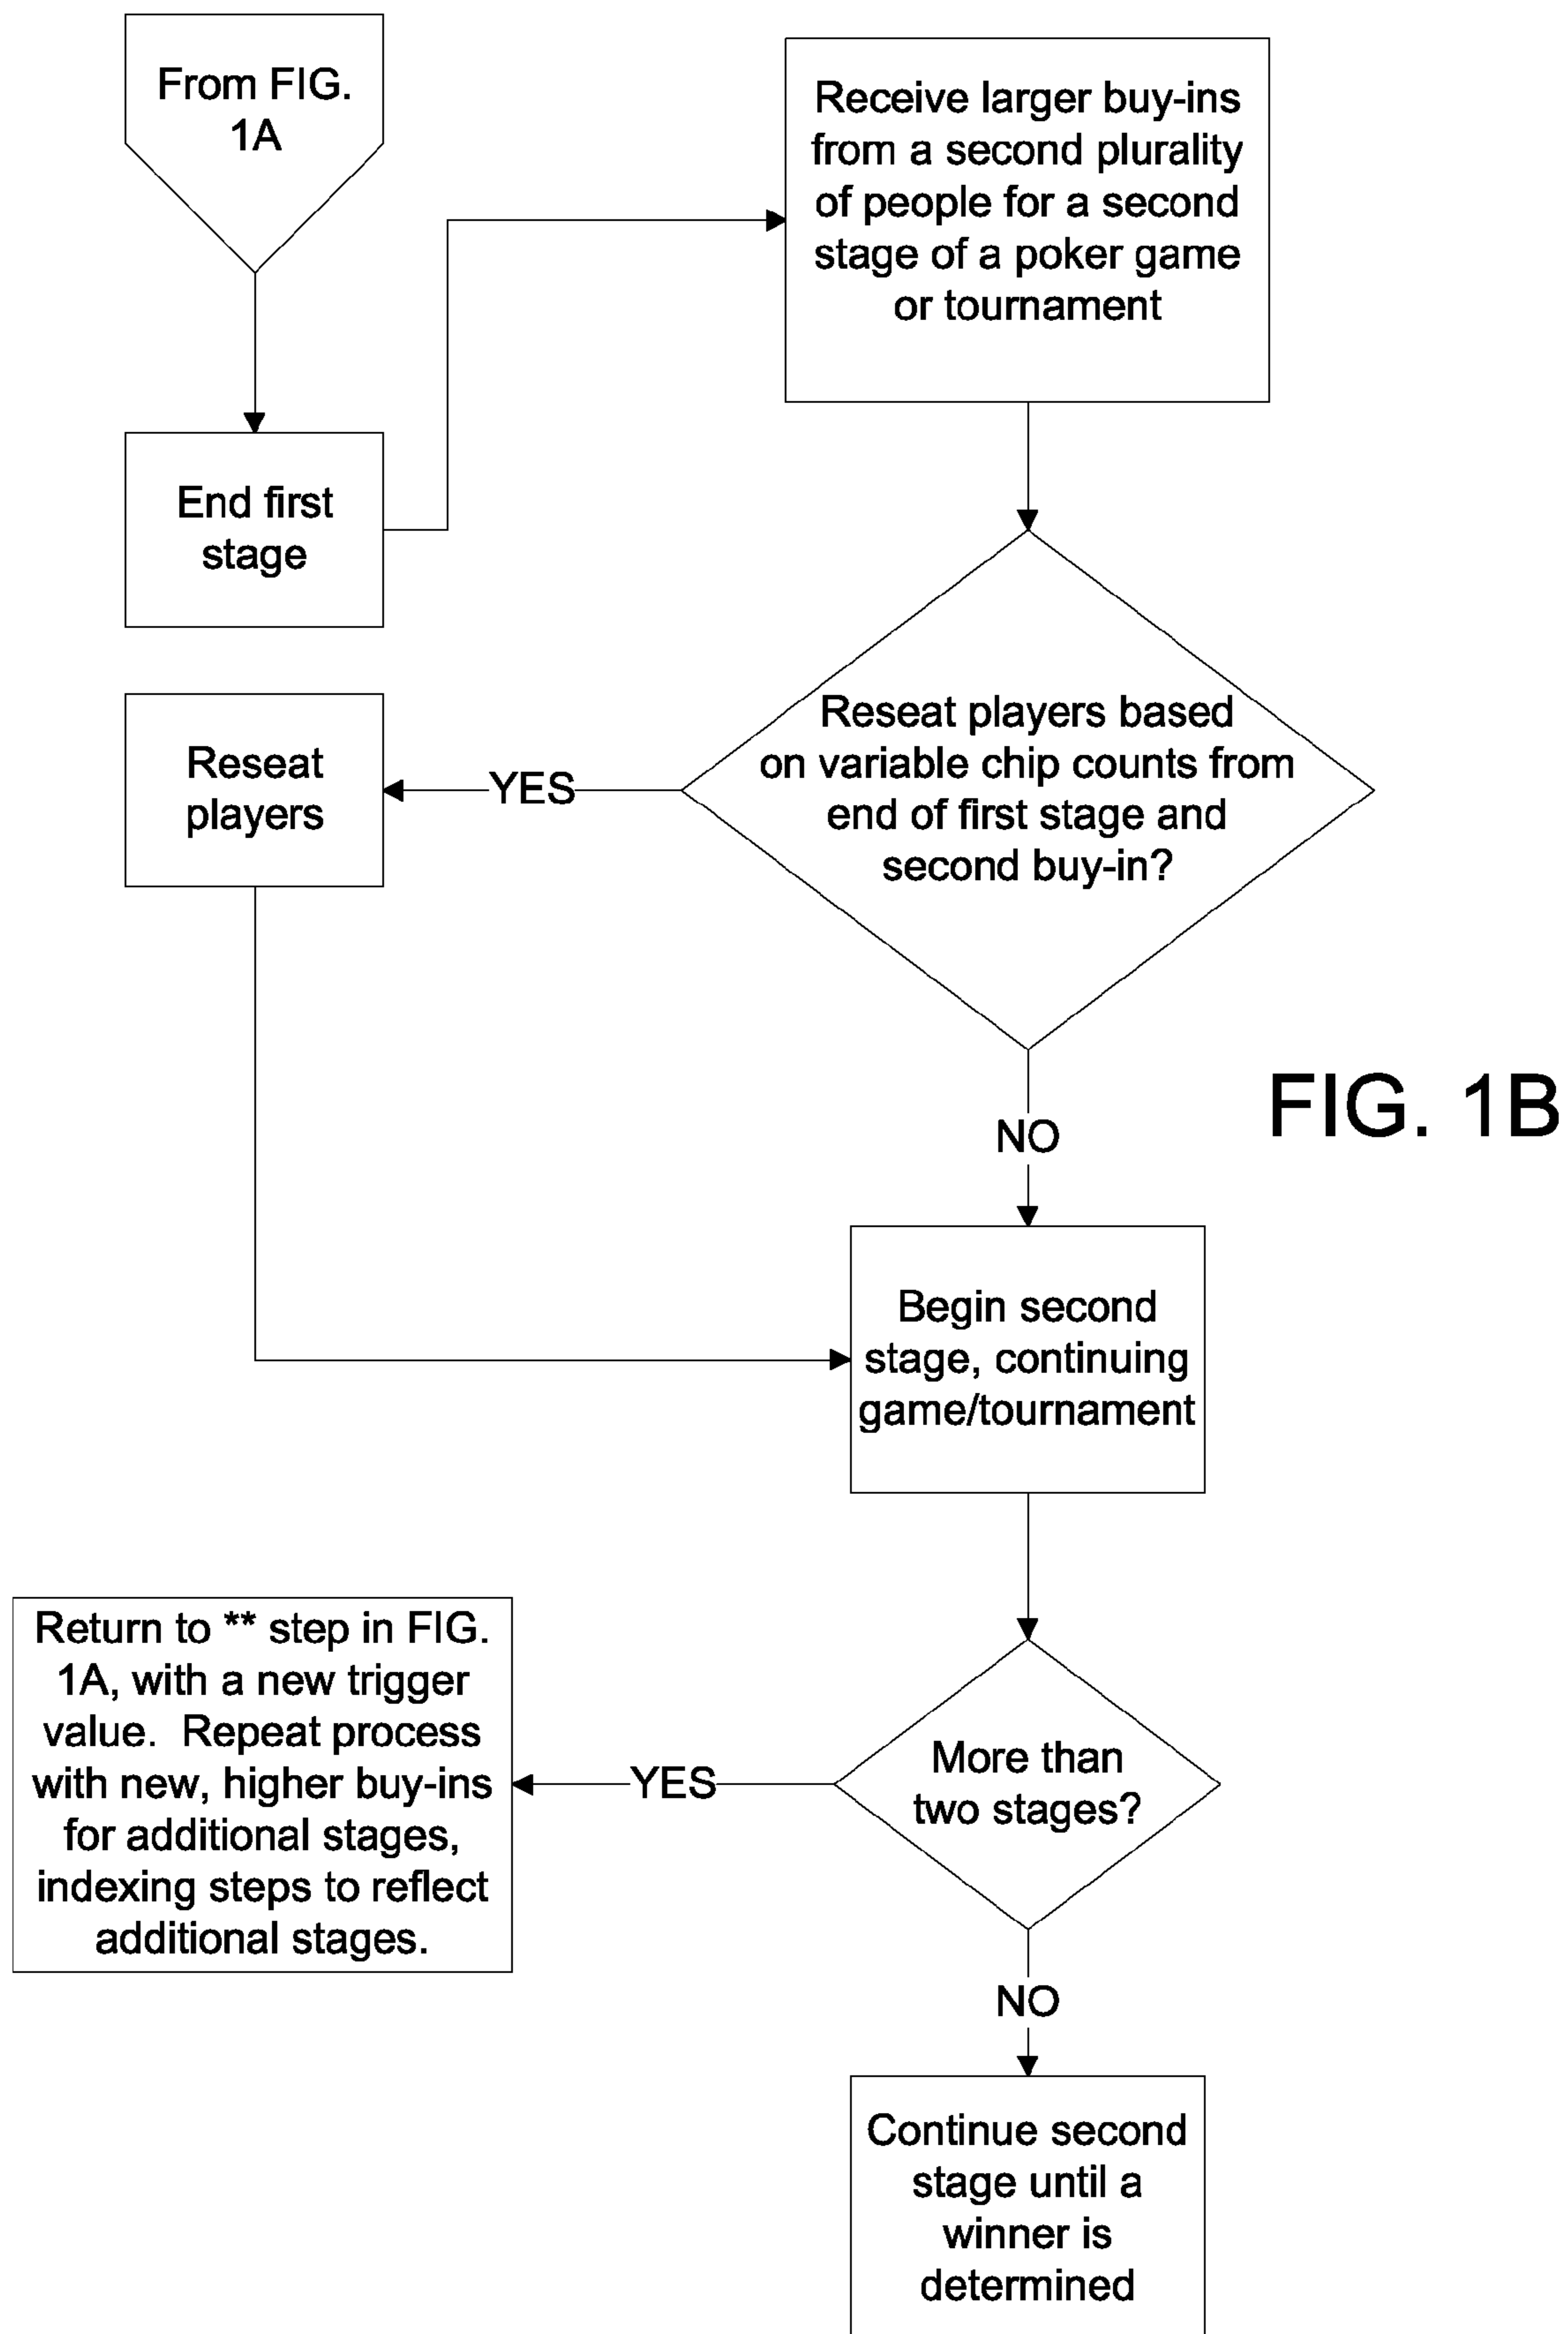 From FIG.
1A
End first
stage
Receive larger buy-ins
from a second plurality
of people for a second
stage of a poker game
or tournament
Reseat players based
on variable chip counts from
end of first stage and
second buy-in?
YES
Reseat
players
NO
FIG. 1B
Begin second
stage, continuing
game/tournament
More than
two stages?
YES
Return to ** step in FIG.
1A, with a new trigger
value.  Repeat process
with new, higher buy-ins
for additional stages,
indexing steps to reflect
additional stages.
NO
Continue second
stage until a
winner is
determined